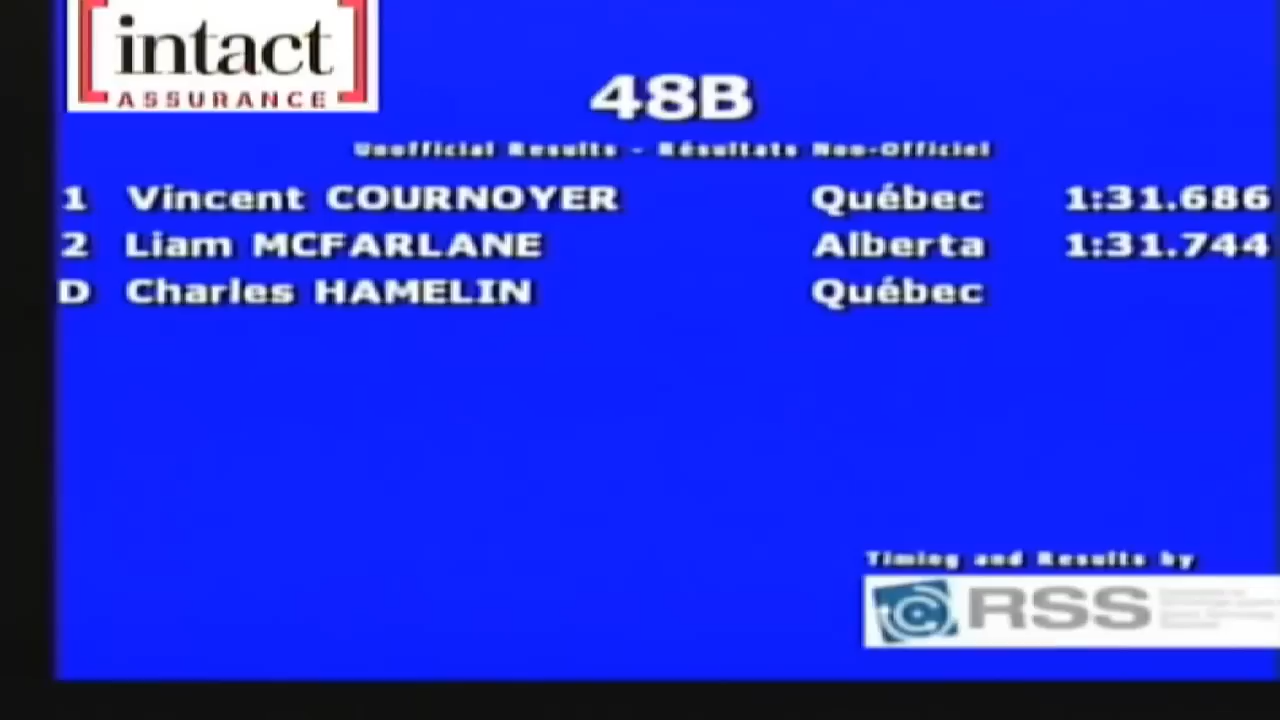 intact
ASSURANCE
48B
Unofficial Results - Résultats Non-Officiel
1 Vincent COURNOYER Québec 1:31.686
2 Liam MCFARLANE Alberta 1:31.744
D Charles HAMELIN Québec
Timing and Results by
RSS